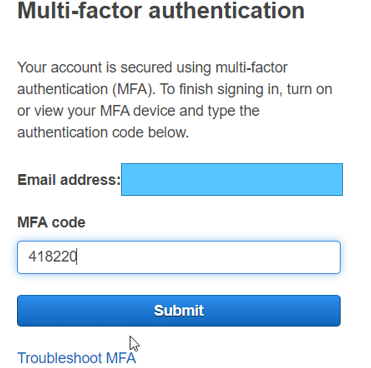 Multi-factor authentication
Your account is secured using multi-factor
authentication (MFA). To finish signing in, turn on
or view your MFA device and type the
authentication code below.
Email address:
MFA code
418220
Submit
Troubleshoot MFA